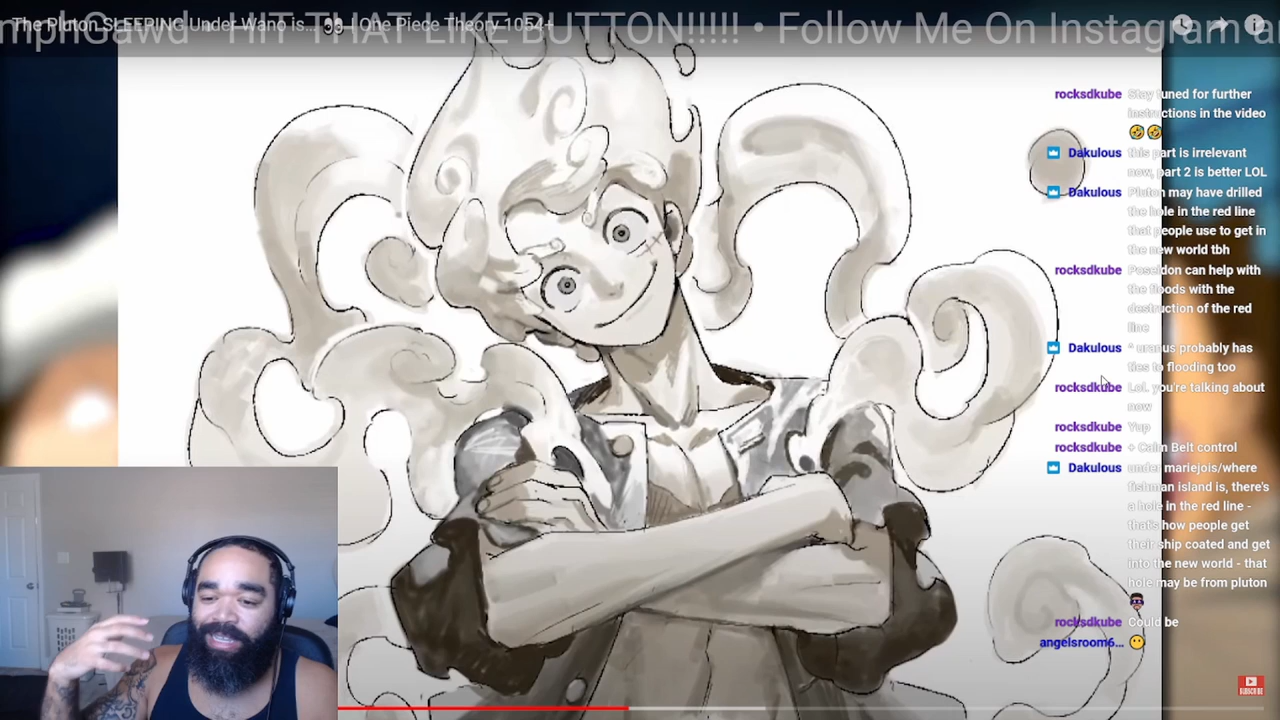 The Pluton SLEEPING Under Wano is... 👀 | One Piece Theory 1054+
mphGawd • HIT THAT LIKE BUTTON!!!!! • Follow Me On Instagram a
rocksdkube Stay tuned for further
instructions in the video
🤣 🤣
Dakulous this part is irrelevant
now, part 2 is better LOL
Dakulous Pluton may have drilled
the hole in the red line
that people use to get in
the new world tbh
rocksdkube Poseidon can help with
the floods with the
destruction of the red
line
Dakulous ^ uranus probably has
ties to flooding too
rocksdkube Lol. you're talking about
now
rocksdkube Yup
rocksdkube + Calm Belt control
Dakulous under mariejois/where
fishman island is, there's
a hole in the red line -
that's how people get
their ship coated and get
into the new world - that
hole may be from pluton
rocksdkube Could be
angelsroom6... 😶
SUBSCRIBE